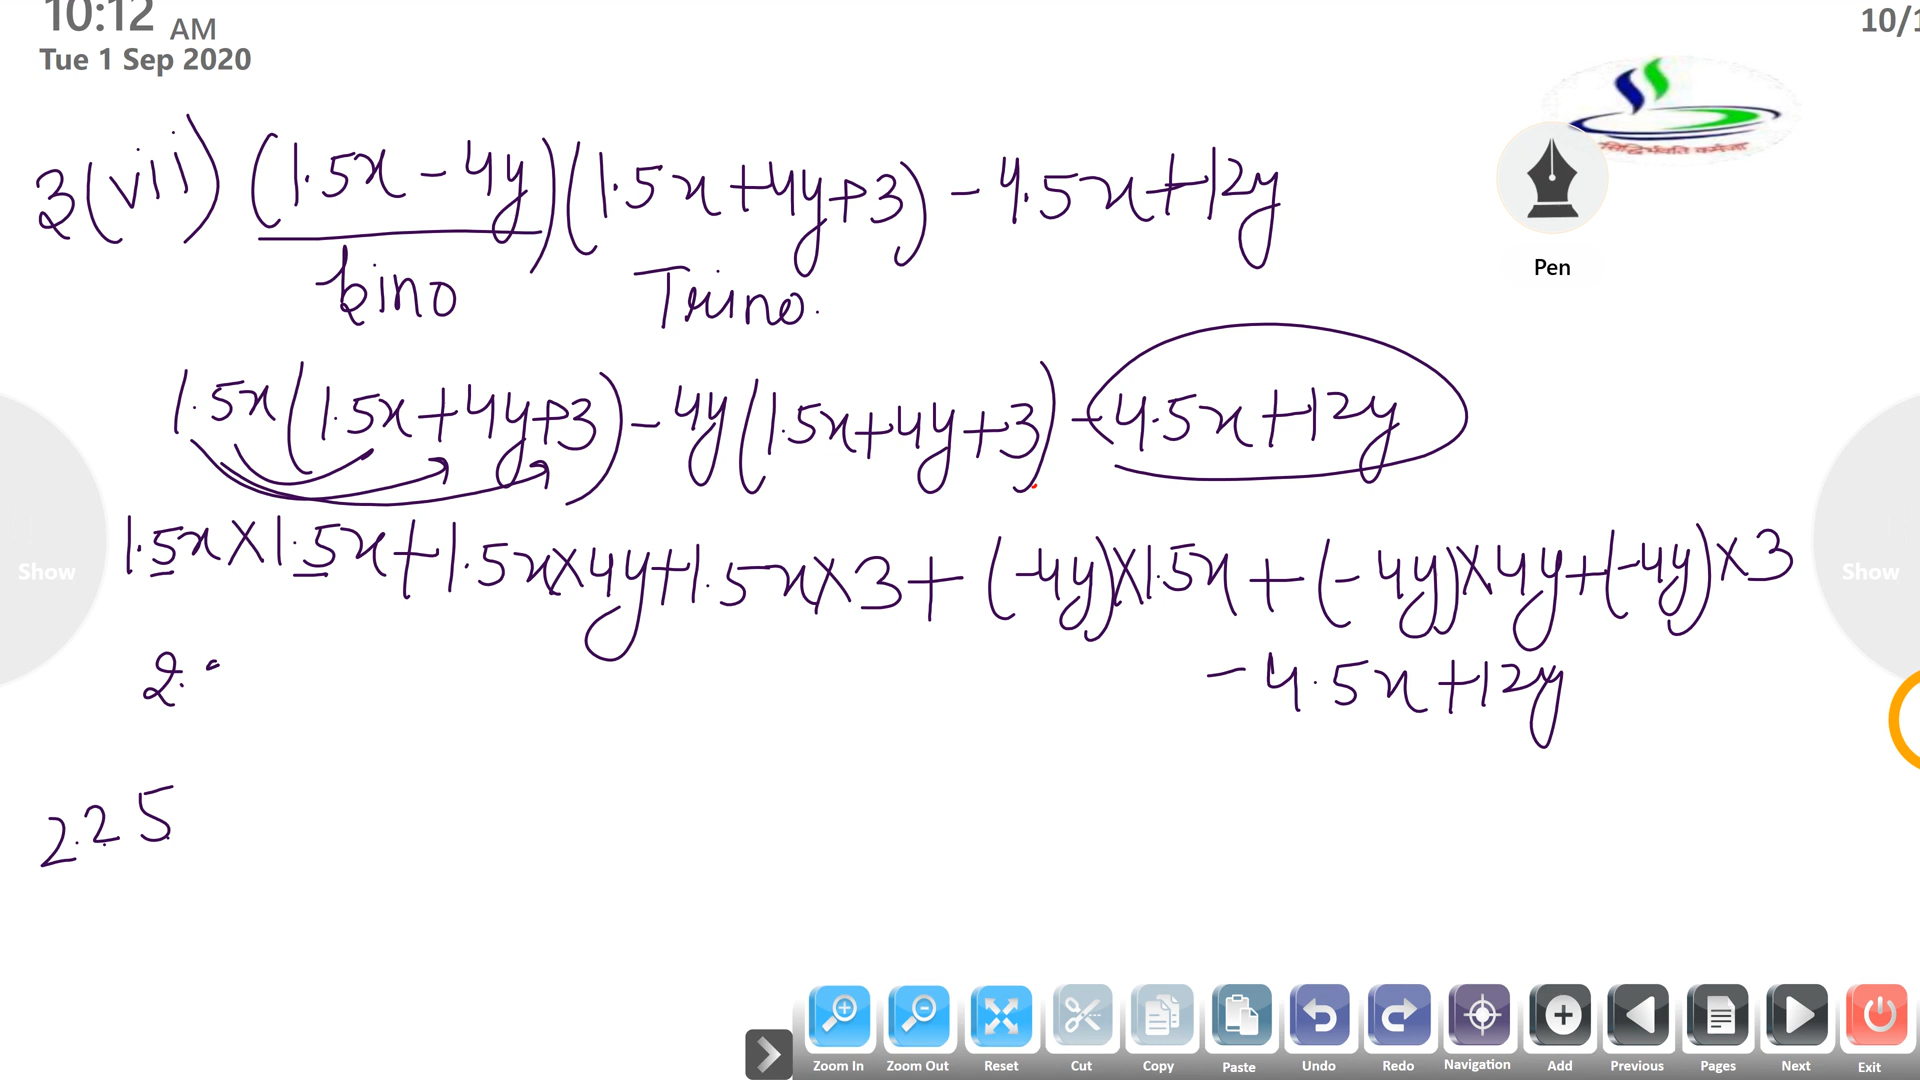 10:12 AM
Tue 1 Sep 2020
10/1
3(vii) (1.5x - 4y)(1.5x+4y+3) - 4.5x+12y
bino Trino.
सिद्धिर्भवति कर्मजा
Pen
1.5x(1.5x+4y+3) - 4y(1.5x+4y+3) - 4.5x+12y
1.5x×1.5x+1.5x×4y+1.5x×3+(-4y)×1.5x+(-4y)×4y+(-4y)×3
Show
Show
2.
- 4.5x+12y
2.25
Zoom In Zoom Out Reset Cut Copy Paste Undo Redo Navigation Add Previous Pages Next Exit